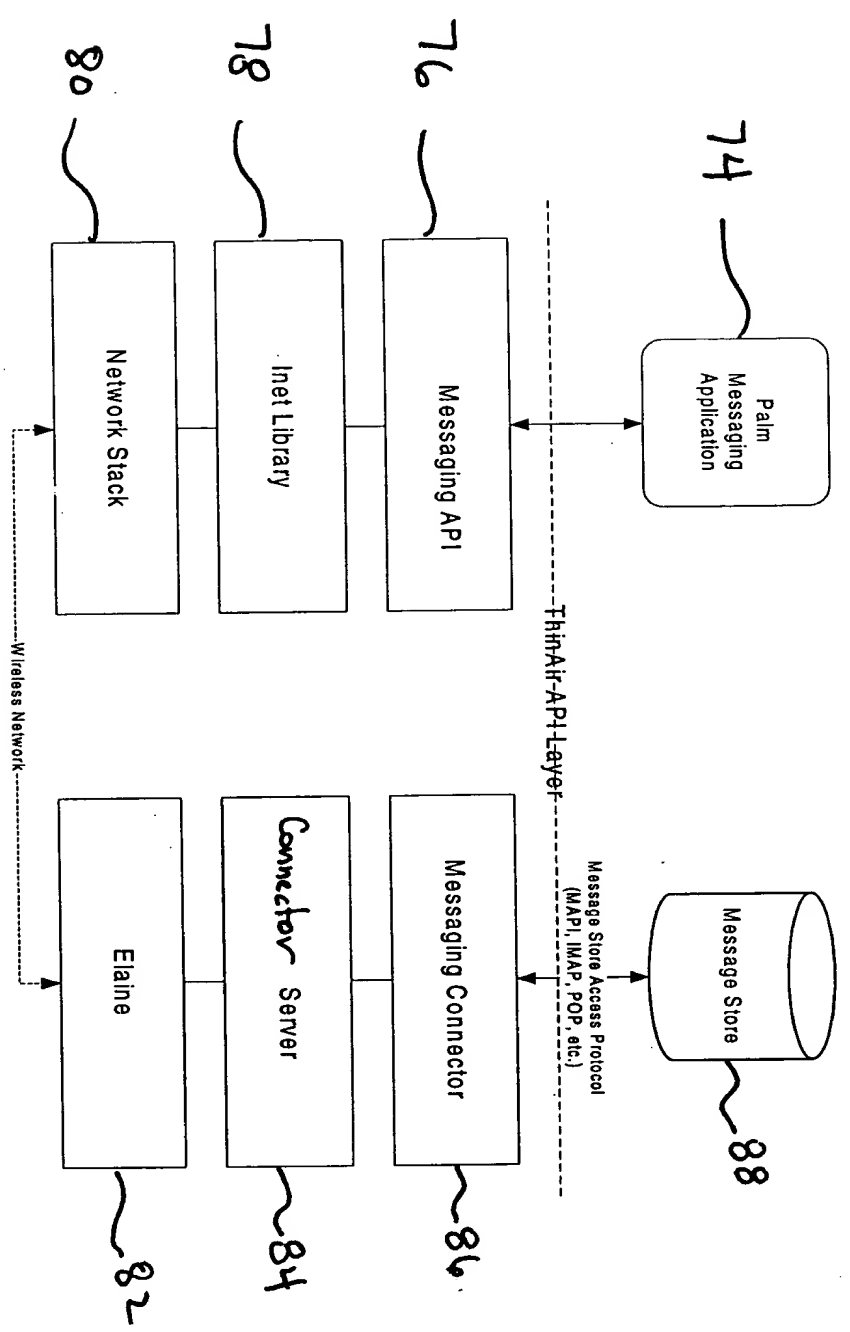 74
Palm
Messaging
Application
Message Store
88
Message Store Access Protocol
(MAPI, IMAP, POP, etc.)
ThinAir API Layer
76
Messaging API
Messaging Connector
86
78
Inet Library
Connector Server
84
80
Network Stack
Elaine
82
Wireless Network